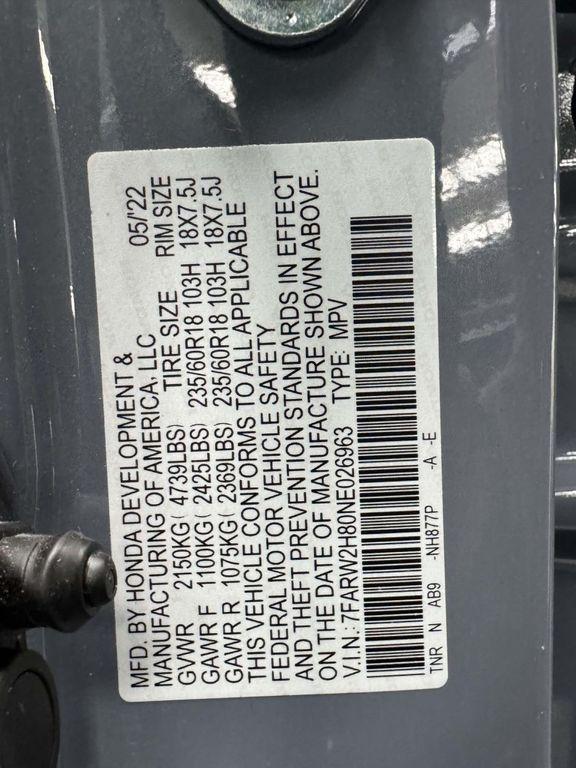 MFD. BY HONDA DEVELOPMENT & 05/'22
MANUFACTURING OF AMERICA, LLC
TIRE SIZE RIM SIZE
GVWR 2150KG( 4739LBS)
GAWR F 1100KG( 2425LBS) 235/60R18 103H 18X7.5J
GAWR R 1075KG( 2369LBS) 235/60R18 103H 18X7.5J
THIS VEHICLE CONFORMS TO ALL APPLICABLE
FEDERAL MOTOR VEHICLE SAFETY
AND THEFT PREVENTION STANDARDS IN EFFECT
ON THE DATE OF MANUFACTURE SHOWN ABOVE.
V.I.N.: 7FARW2H80NE026963 TYPE: MPV
TNR N AB9 -NH877P -A -E